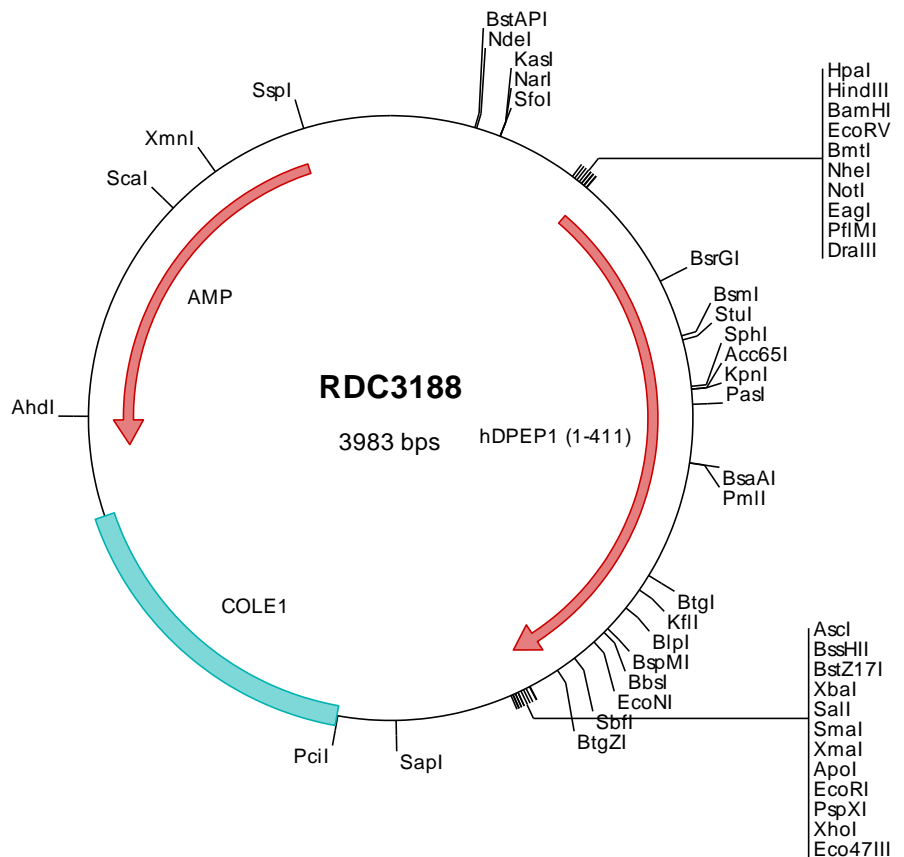 BstAPI
NdeI
KasI
NarI
SfoI
SspI
XmnI
ScaI
HpaI
HindIII
BamHI
EcoRV
BmtI
NheI
NotI
EagI
PflMI
DraIII
BsrGI
BsmI
StuI
SphI
Acc65I
KpnI
PasI
AMP
RDC3188
3983 bps
hDPEP1 (1-411)
AhdI
BsaAI
PmlI
COLE1
BtgI
KflI
BlpI
BspMI
BbsI
EcoNI
SbfI
BtgZI
PciI
SapI
AscI
BssHII
BstZ17I
XbaI
SalI
SmaI
XmaI
ApoI
EcoRI
PspXI
XhoI
Eco47III